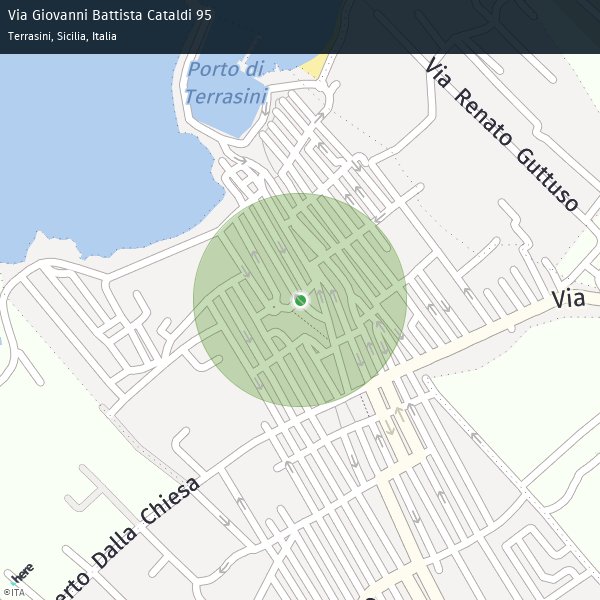 Via Giovanni Battista Cataldi 95
Terrasini, Sicilia, Italia
Porto di
Terrasini
Via Renato Guttuso
Via
erto Dalla Chiesa
here
©ITA